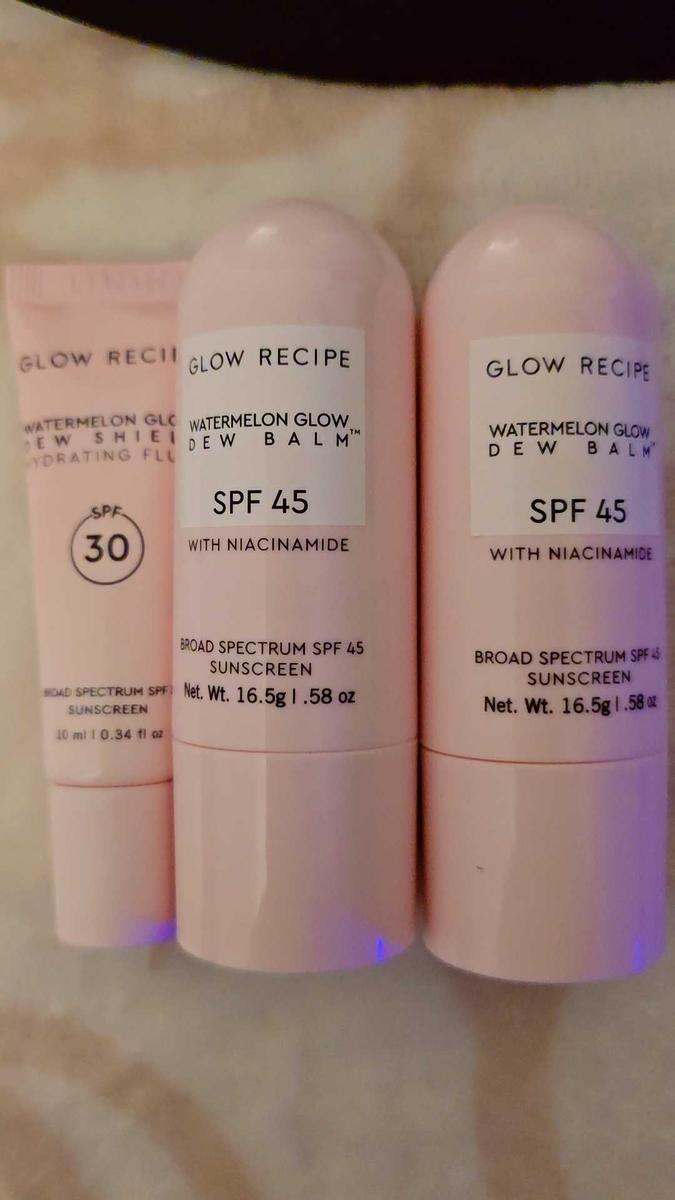 GLOW RECI
WATERMELON GLO
DEW SHIEL
HYDRATING FLU
SPF
30
BROAD SPECTRUM SPF
SUNSCREEN
10 ml | 0.34 fl oz
GLOW RECIPE
WATERMELON GLOW
DEW BALM™
SPF 45
WITH NIACINAMIDE
BROAD SPECTRUM SPF 45
SUNSCREEN
Net. Wt. 16.5g | .58 oz
GLOW RECIPE
WATERMELON GLOW
DEW BALM™
SPF 45
WITH NIACINAMIDE
BROAD SPECTRUM SPF 45
SUNSCREEN
Net. Wt. 16.5g | .58 oz